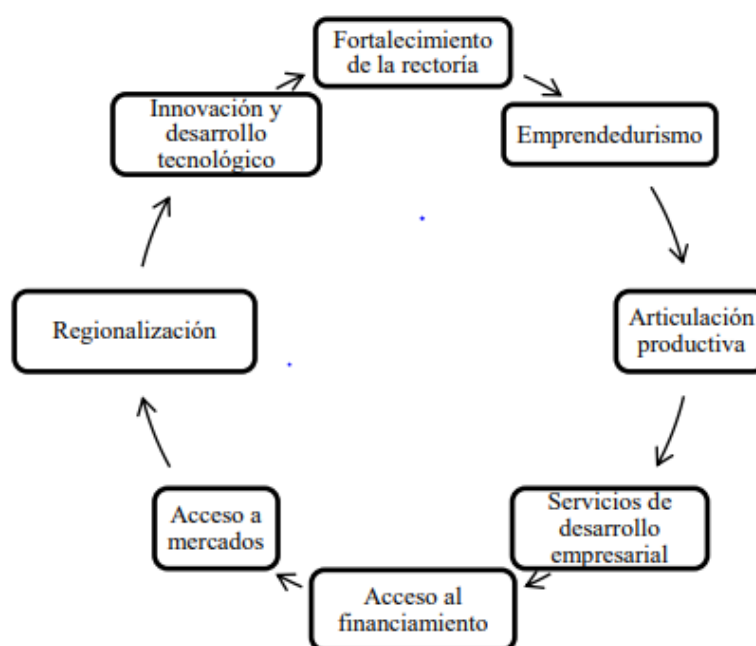 Fortalecimiento
de la rectoría
Emprendedurismo
Articulación
productiva
Servicios de
desarrollo
empresarial
Acceso al
financiamiento
Acceso a
mercados
Regionalización
Innovación y
desarrollo
tecnológico